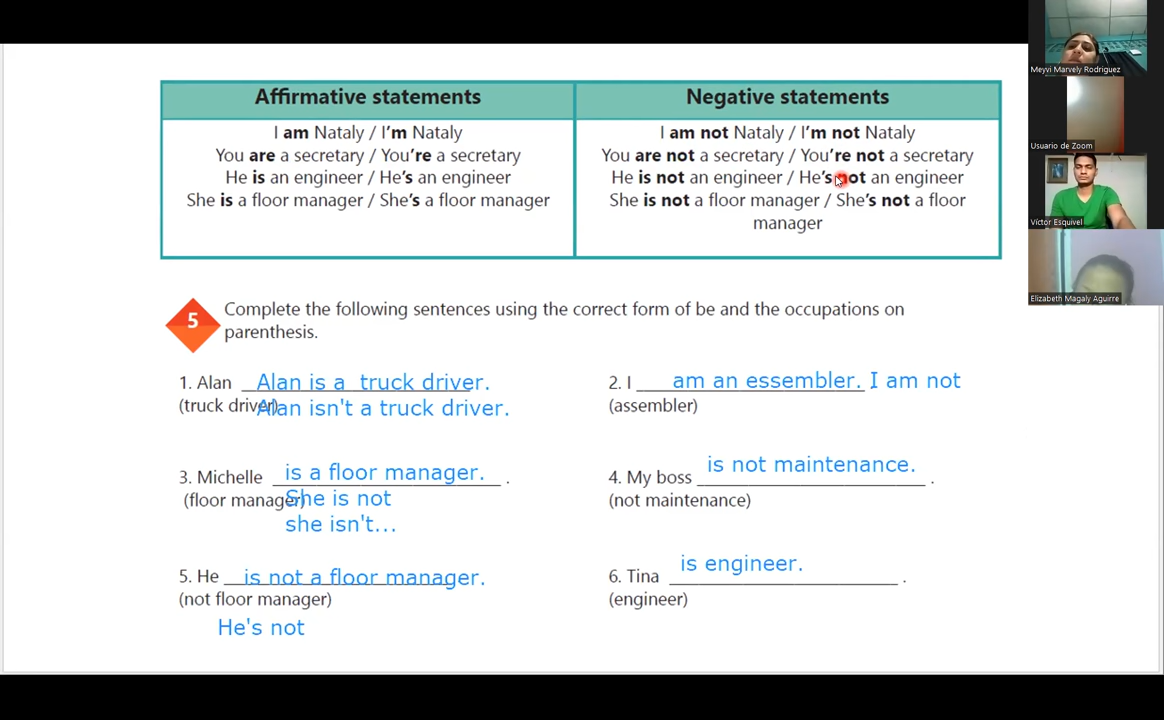 Affirmative statements
I am Nataly / I'm Nataly
You are a secretary / You're a secretary
He is an engineer / He's an engineer
She is a floor manager / She's a floor manager
Negative statements
I am not Nataly / I'm not Nataly
You are not a secretary / You're not a secretary
He is not an engineer / He's not an engineer
She is not a floor manager / She's not a floor
manager
5
Complete the following sentences using the correct form of be and the occupations on
parenthesis.
1. Alan ____________________ Alan is a truck driver.
(truck driver) Alan isn't a truck driver.
2. I ____________________ am an essembler. I am not
(assembler)
3. Michelle ____________________ . is a floor manager.
(floor manager) She is not
she isn't...
4. My boss ____________________ . is not maintenance.
(not maintenance)
5. He ____________________ is not a floor manager.
(not floor manager)
He's not
6. Tina ____________________ . is engineer.
(engineer)
Meyvi Marvely Rodriguez
Usuario de Zoom
Víctor Esquivel
Elizabeth Magaly Aguirre